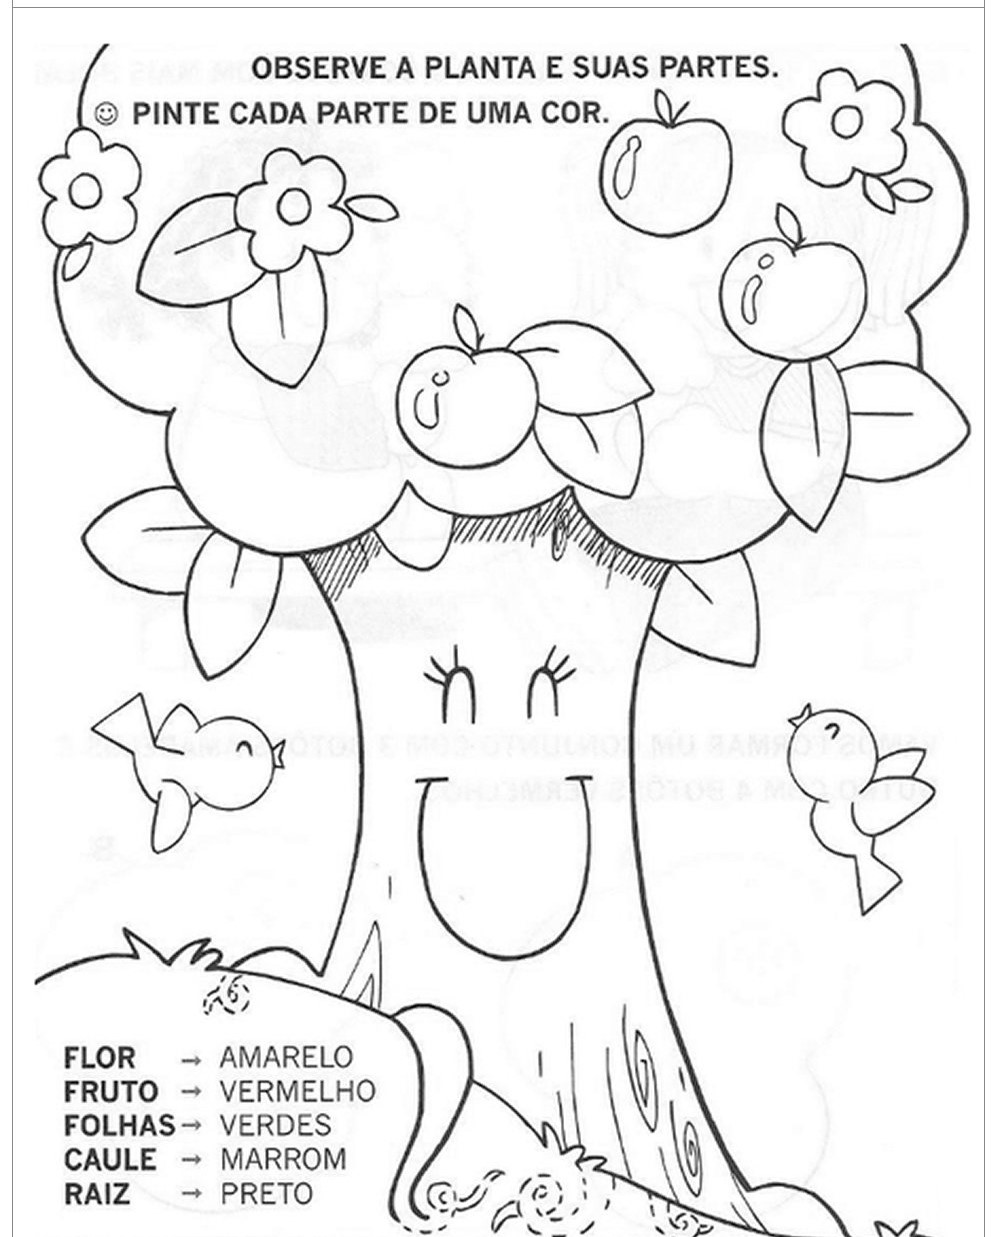 OBSERVE A PLANTA E SUAS PARTES.
☺ PINTE CADA PARTE DE UMA COR.
FLOR → AMARELO
FRUTO → VERMELHO
FOLHAS → VERDES
CAULE → MARROM
RAIZ → PRETO